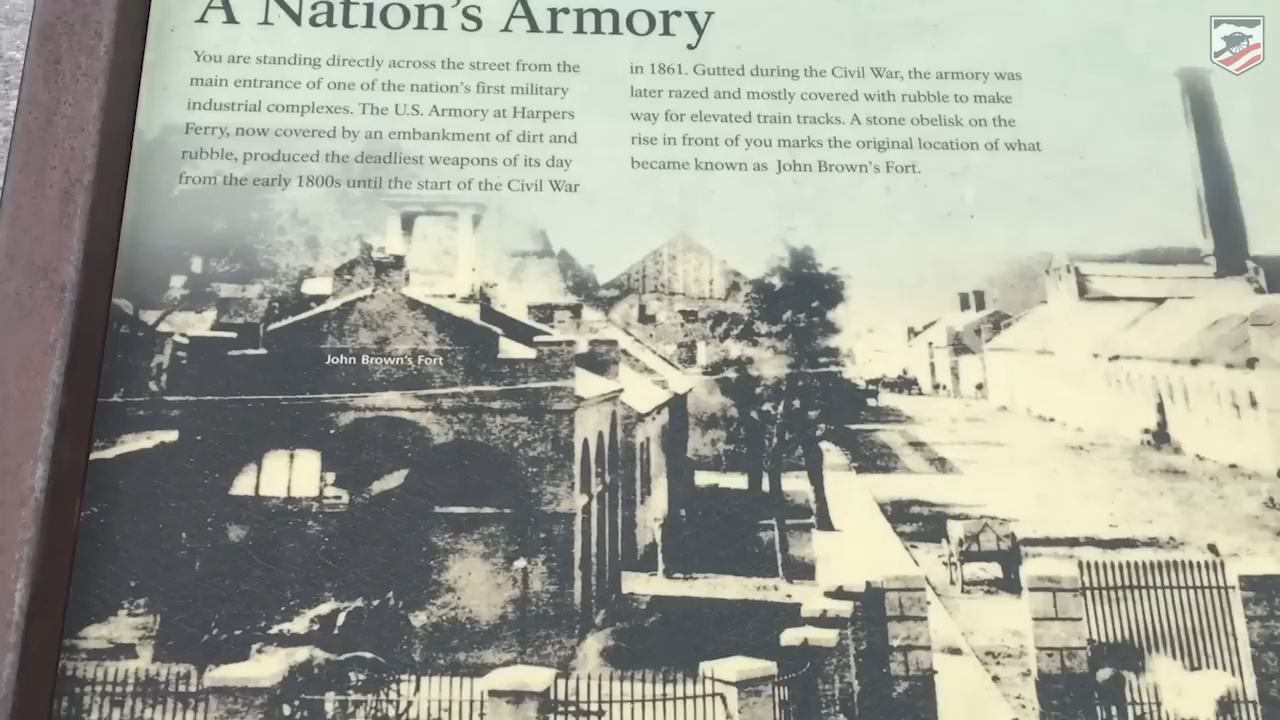 A Nation's Armory
You are standing directly across the street from the
main entrance of one of the nation's first military
industrial complexes. The U.S. Armory at Harpers
Ferry, now covered by an embankment of dirt and
rubble, produced the deadliest weapons of its day
from the early 1800s until the start of the Civil War
in 1861. Gutted during the Civil War, the armory was
later razed and mostly covered with rubble to make
way for elevated train tracks. A stone obelisk on the
rise in front of you marks the original location of what
became known as John Brown's Fort.
John Brown's Fort